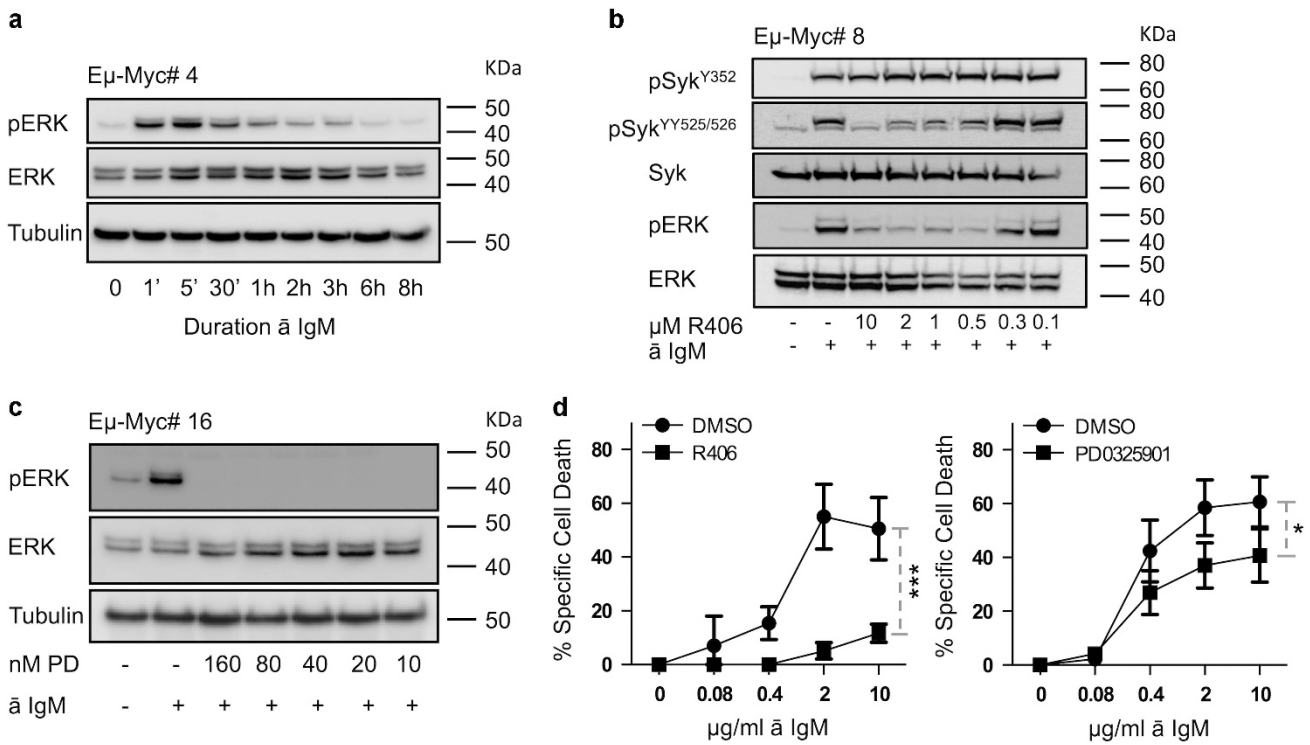 a
Eµ-Myc# 4
KDa
pERK
50
40
ERK
50
40
Tubulin
50
0 1’ 5’ 30’ 1h 2h 3h 6h 8h
Duration ā IgM
b
Eµ-Myc# 8
KDa
pSykY352
80
60
pSykYY525/526
80
60
Syk
80
60
pERK
50
40
ERK
50
40
µM R406 - - 10 2 1 0.5 0.3 0.1
ā IgM - + + + + + + +
c
Eµ-Myc# 16
KDa
pERK
50
40
ERK
50
40
Tubulin
50
nM PD - - 160 80 40 20 10
ā IgM - + + + + + +
d
DMSO
R406
% Specific Cell Death
80
60
40
20
0
0 0.08 0.4 2 10
µg/ml ā IgM
***
DMSO
PD0325901
% Specific Cell Death
80
60
40
20
0
0 0.08 0.4 2 10
µg/ml ā IgM
*